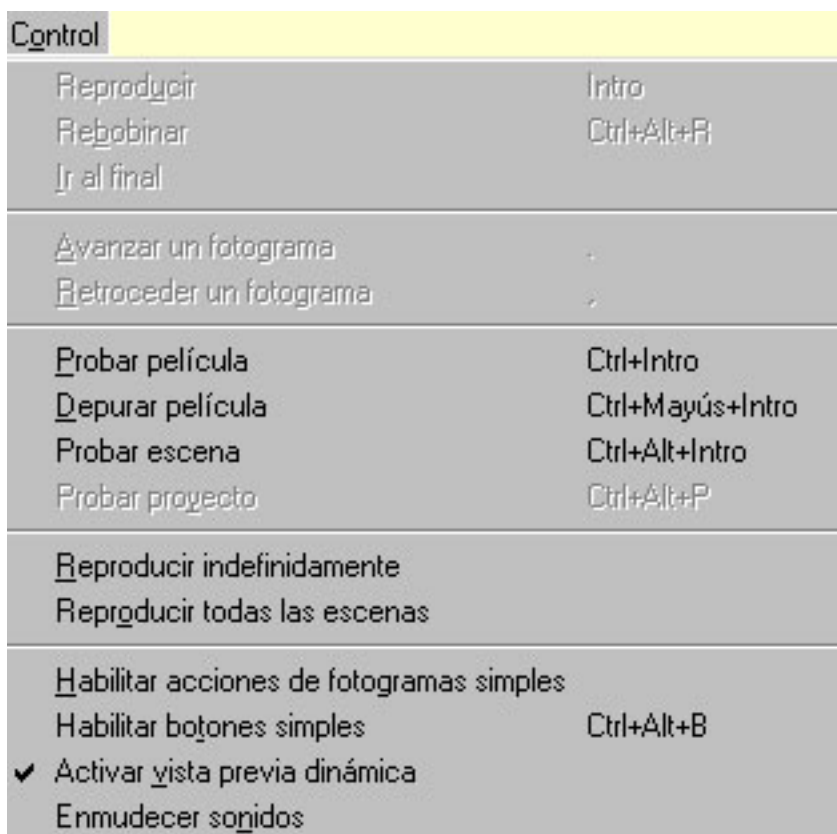 Control
Reproducir Intro
Rebobinar Ctrl+Alt+R
Ir al final
Avanzar un fotograma .
Retroceder un fotograma ,
Probar película Ctrl+Intro
Depurar película Ctrl+Mayús+Intro
Probar escena Ctrl+Alt+Intro
Probar proyecto Ctrl+Alt+P
Reproducir indefinidamente
Reproducir todas las escenas
Habilitar acciones de fotogramas simples
Habilitar botones simples Ctrl+Alt+B
Activar vista previa dinámica
Enmudecer sonidos